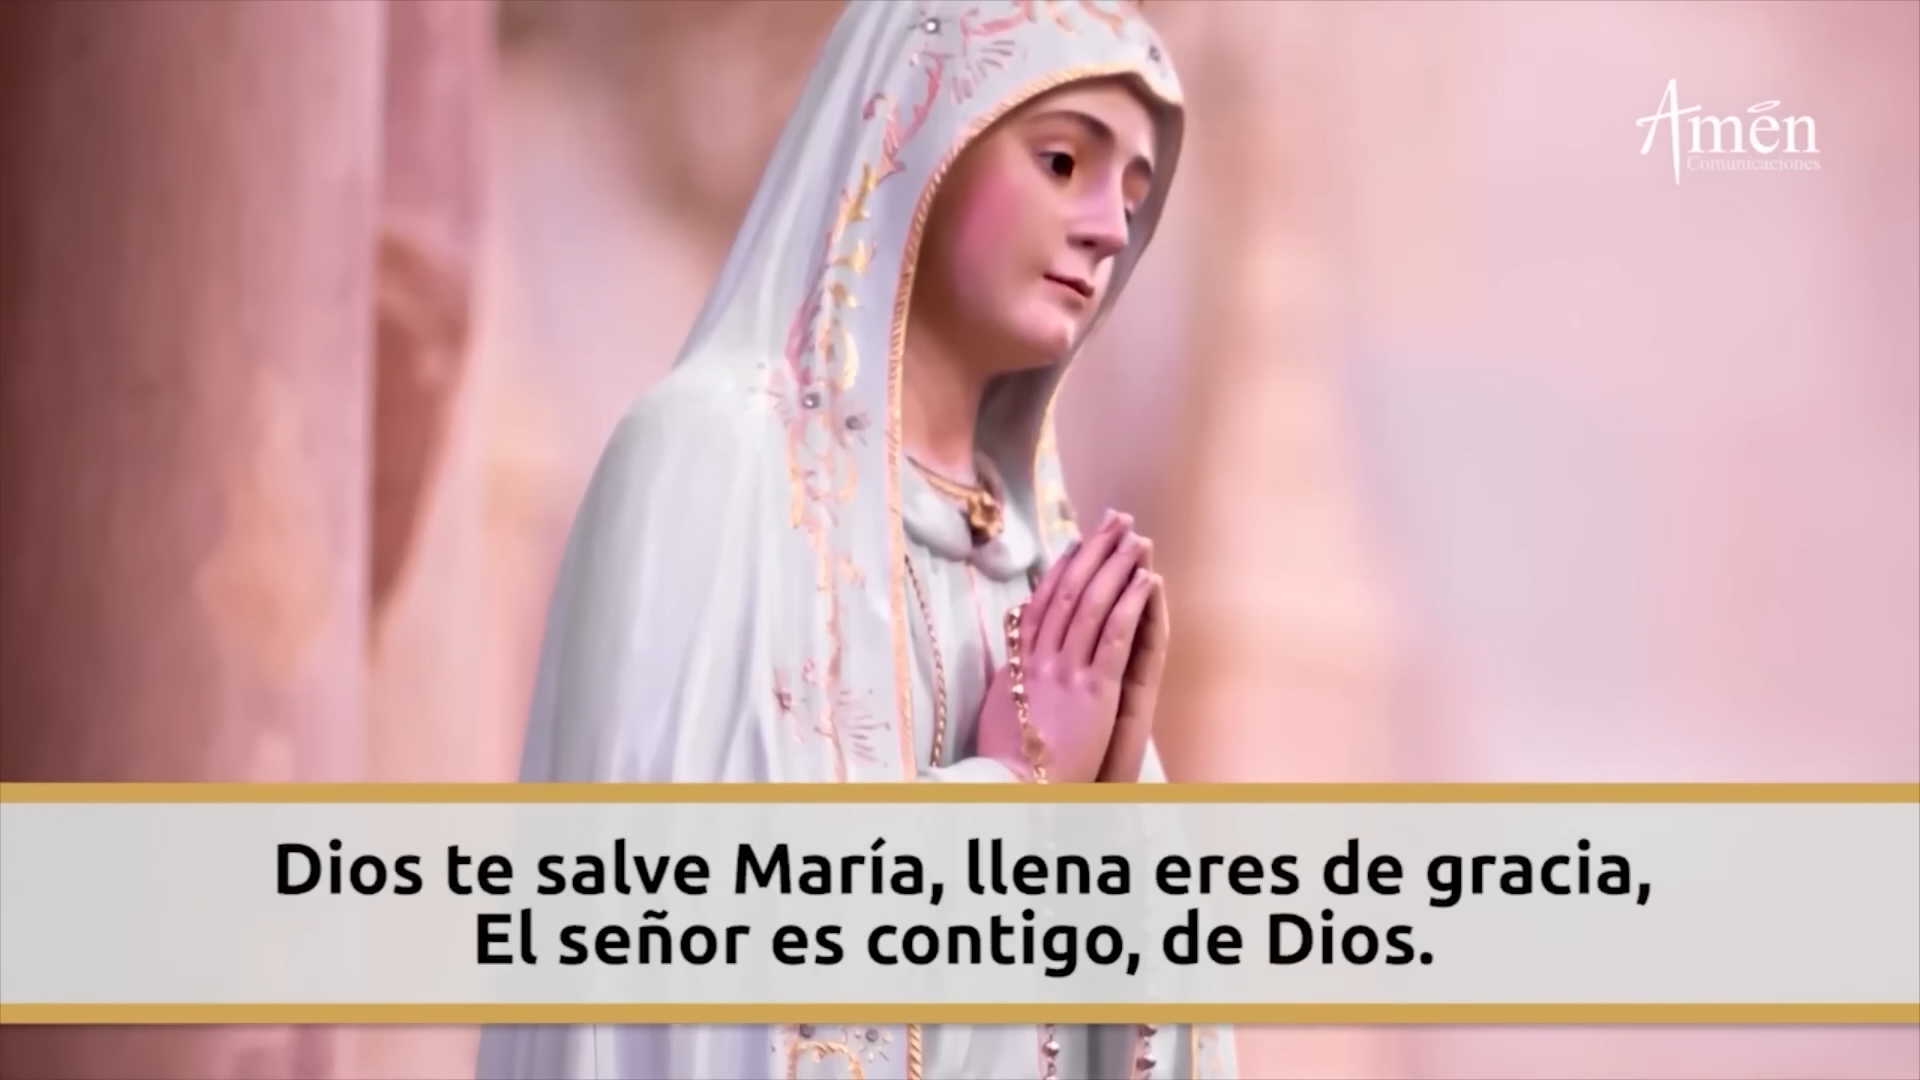 Amén
Comunicaciones
Dios te salve María, llena eres de gracia,
El señor es contigo, de Dios.